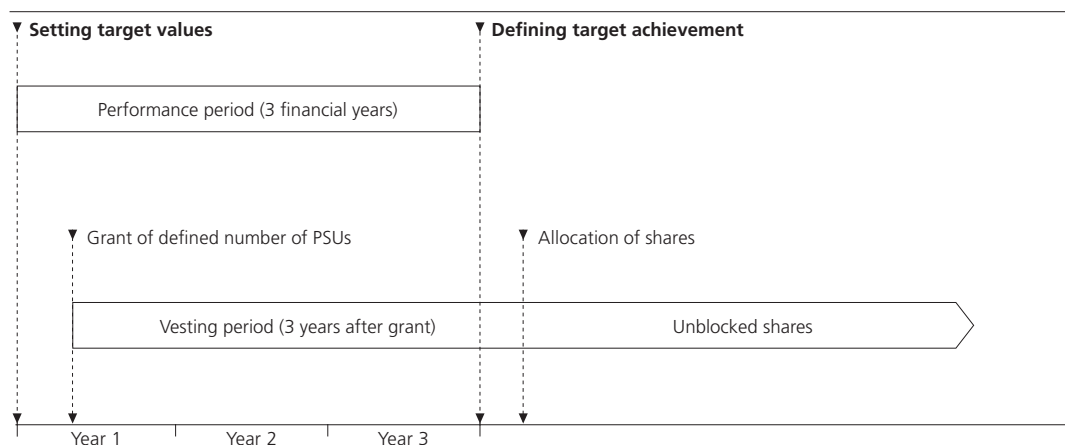 Setting target values
Defining target achievement
Performance period (3 financial years)
Grant of defined number of PSUs
Allocation of shares
Vesting period (3 years after grant)
Unblocked shares
Year 1
Year 2
Year 3